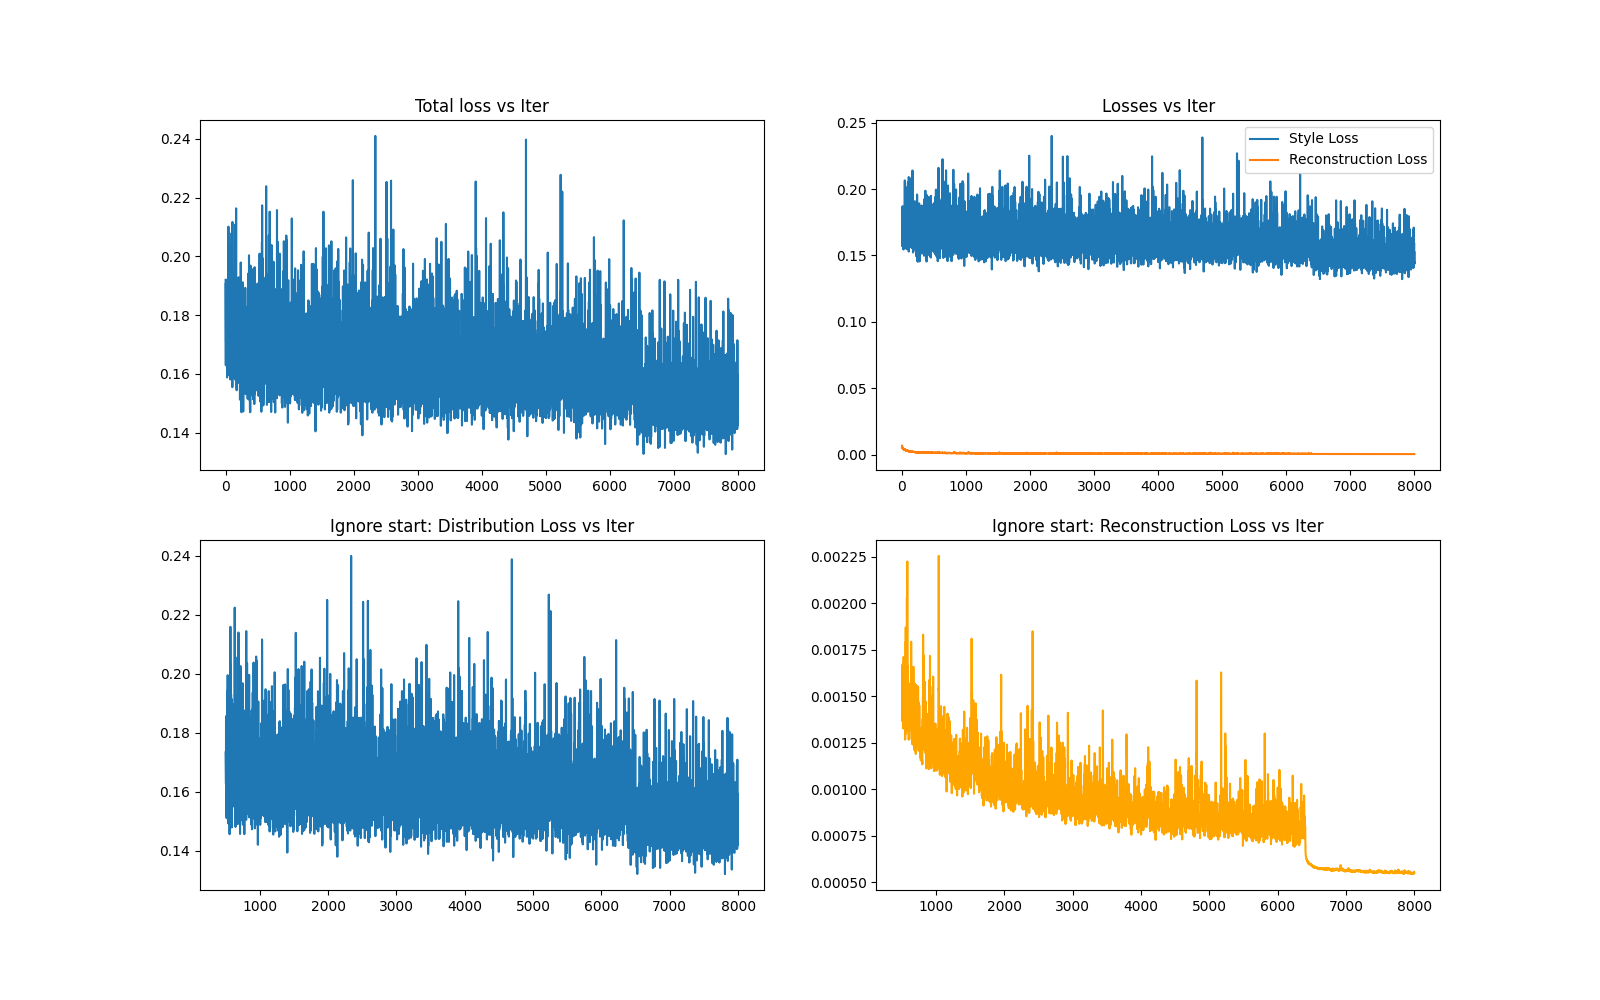 Total loss vs Iter
0.24
0.22
0.20
0.18
0.16
0.14
0 1000 2000 3000 4000 5000 6000 7000 8000
Losses vs Iter
Style Loss
Reconstruction Loss
0.25
0.20
0.15
0.10
0.05
0.00
0 1000 2000 3000 4000 5000 6000 7000 8000
Ignore start: Distribution Loss vs Iter
0.24
0.22
0.20
0.18
0.16
0.14
1000 2000 3000 4000 5000 6000 7000 8000
Ignore start: Reconstruction Loss vs Iter
0.00225
0.00200
0.00175
0.00150
0.00125
0.00100
0.00075
0.00050
1000 2000 3000 4000 5000 6000 7000 8000